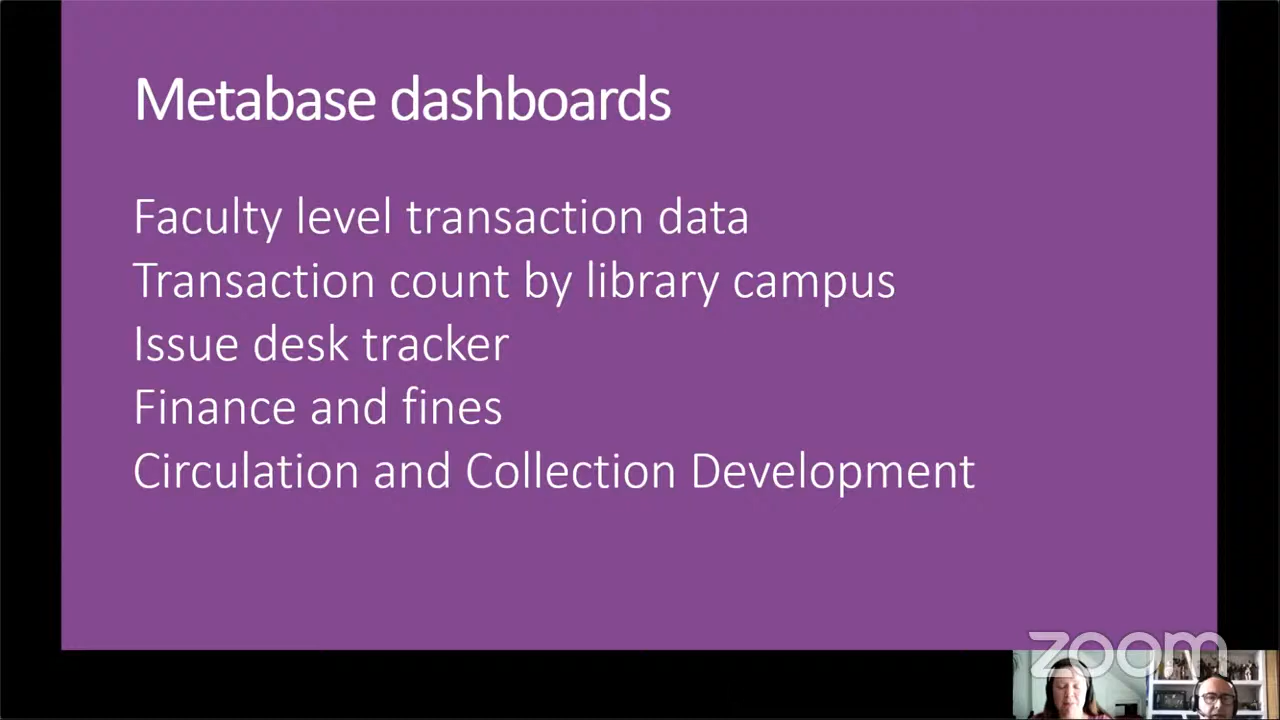 Metabase dashboards
Faculty level transaction data
Transaction count by library campus
Issue desk tracker
Finance and fines
Circulation and Collection Development
zoom